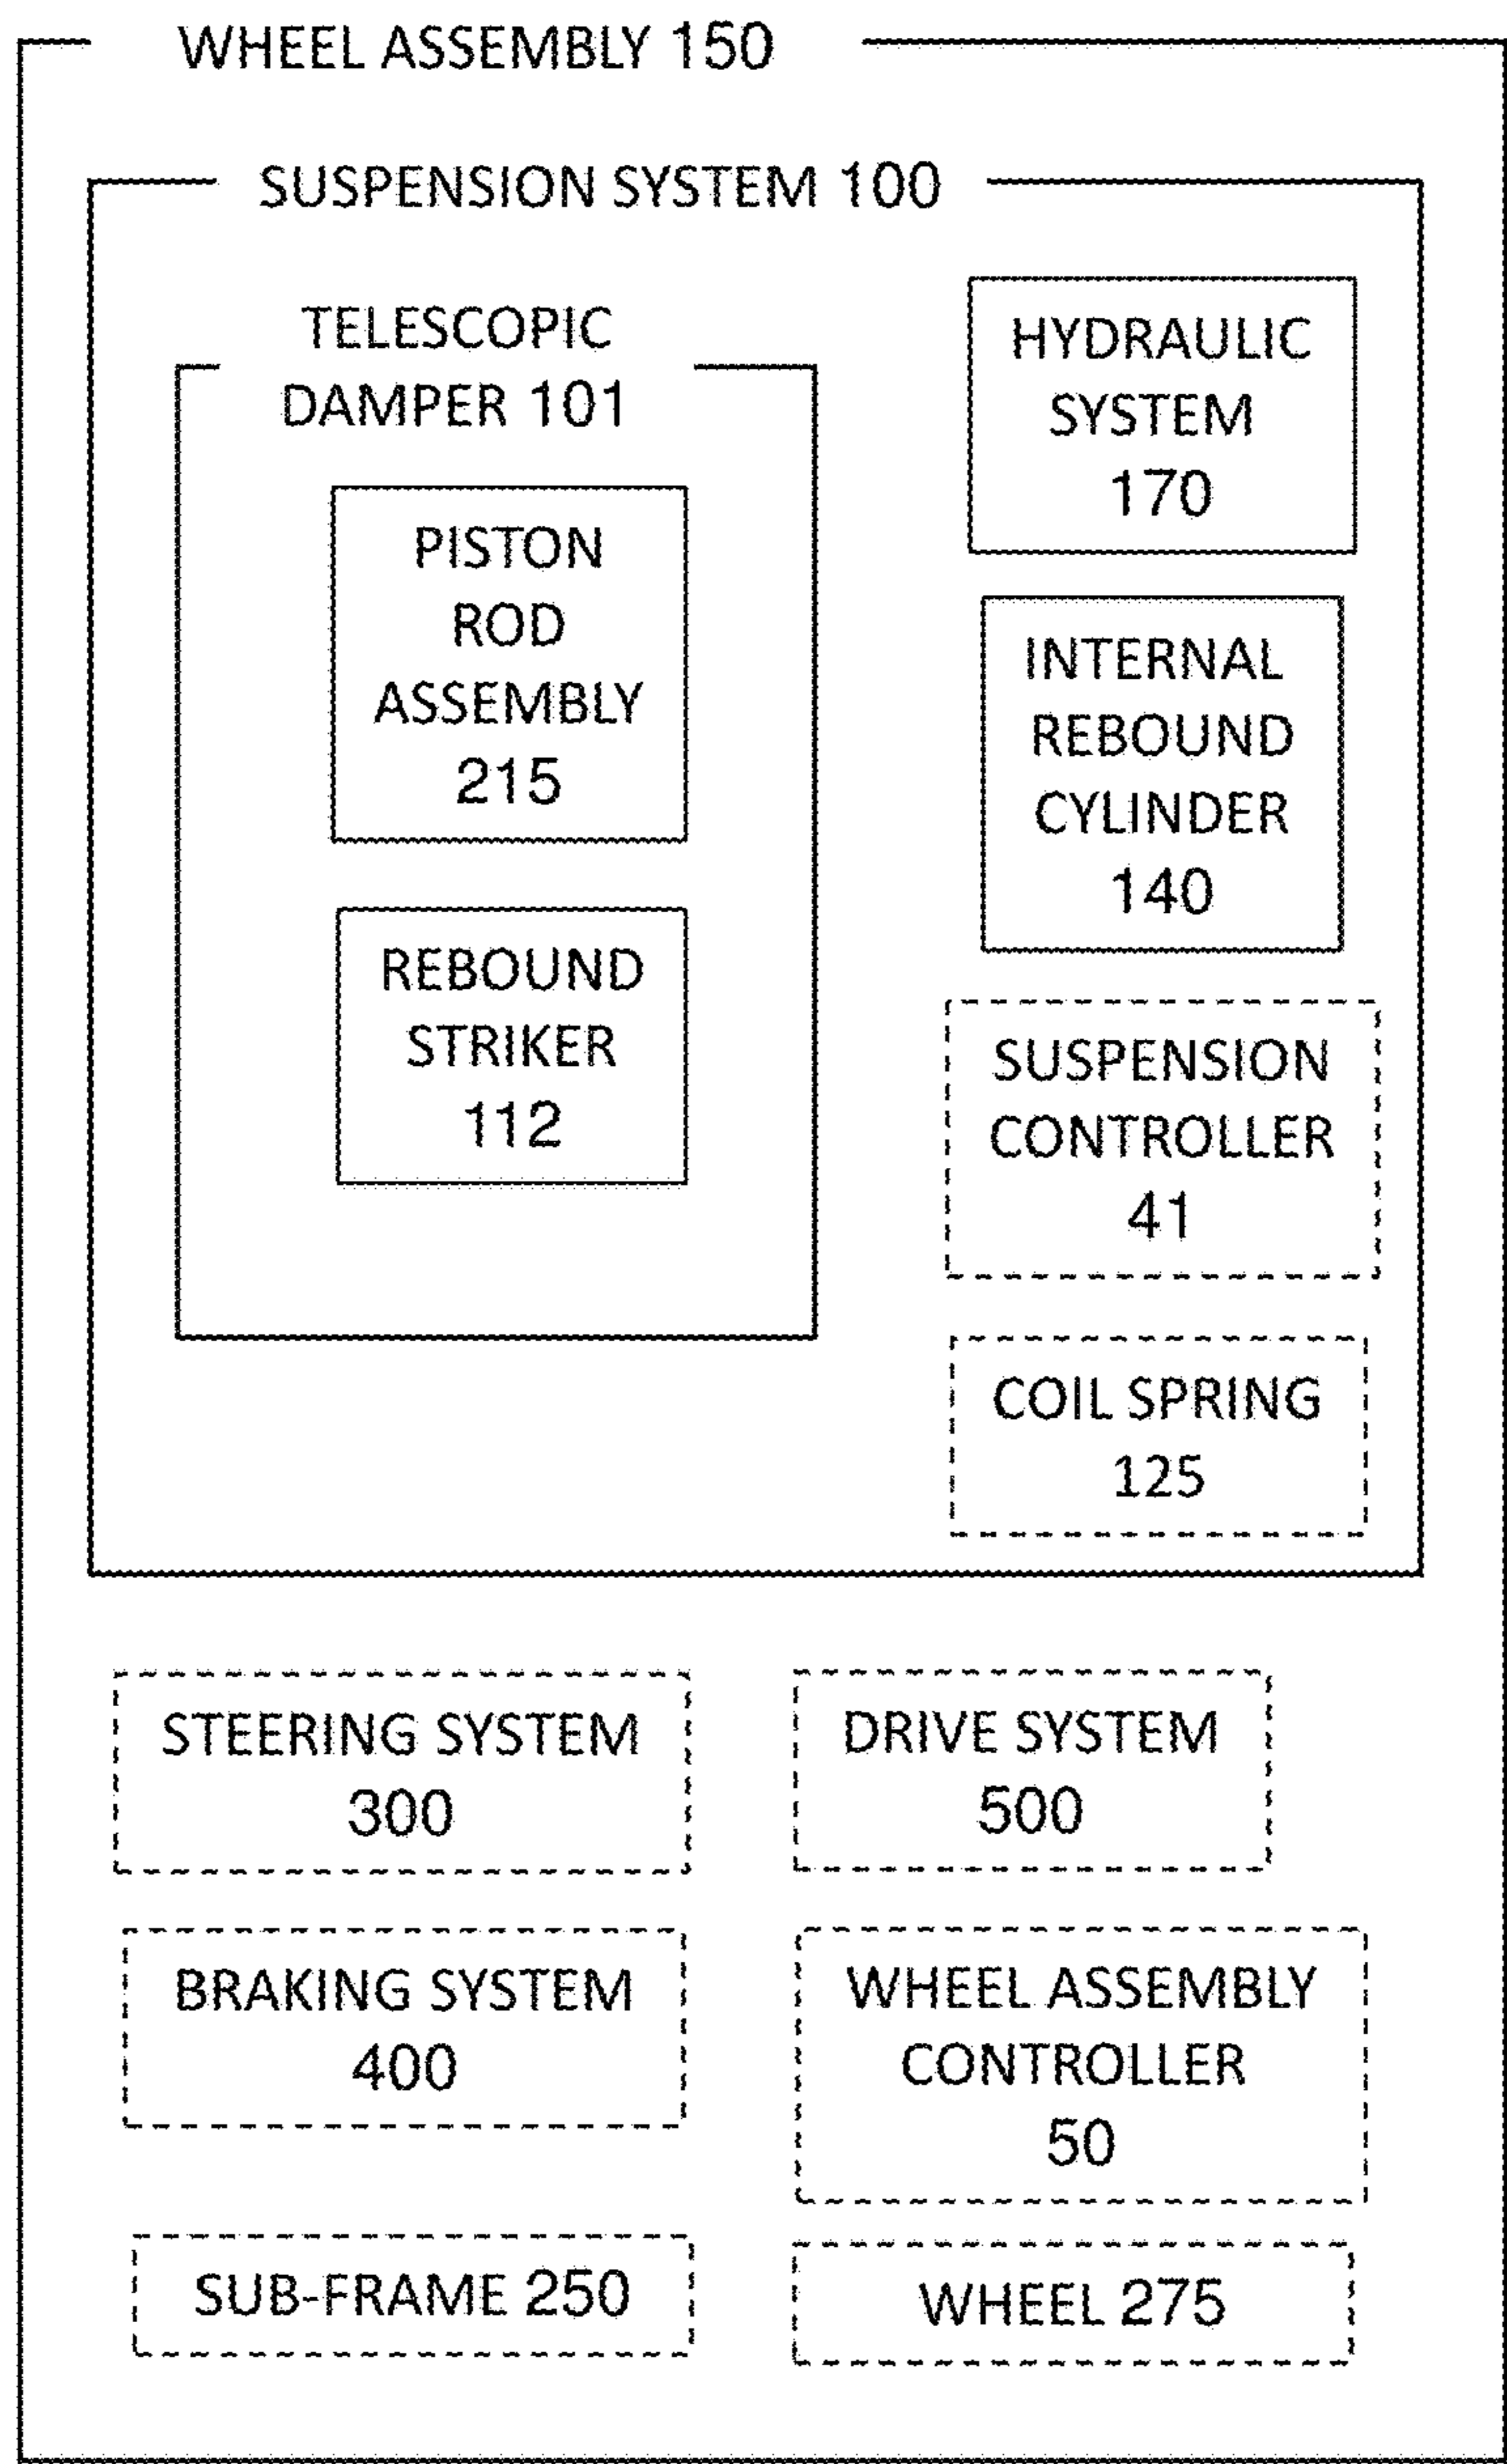 WHEEL ASSEMBLY 150
SUSPENSION SYSTEM 100
TELESCOPIC
DAMPER 101
PISTON
ROD
ASSEMBLY
215
REBOUND
STRIKER
112
HYDRAULIC
SYSTEM
170
INTERNAL
REBOUND
CYLINDER
140
SUSPENSION
CONTROLLER
41
COIL SPRING
125
STEERING SYSTEM
300
DRIVE SYSTEM
500
BRAKING SYSTEM
400
WHEEL ASSEMBLY
CONTROLLER
50
SUB-FRAME 250
WHEEL 275